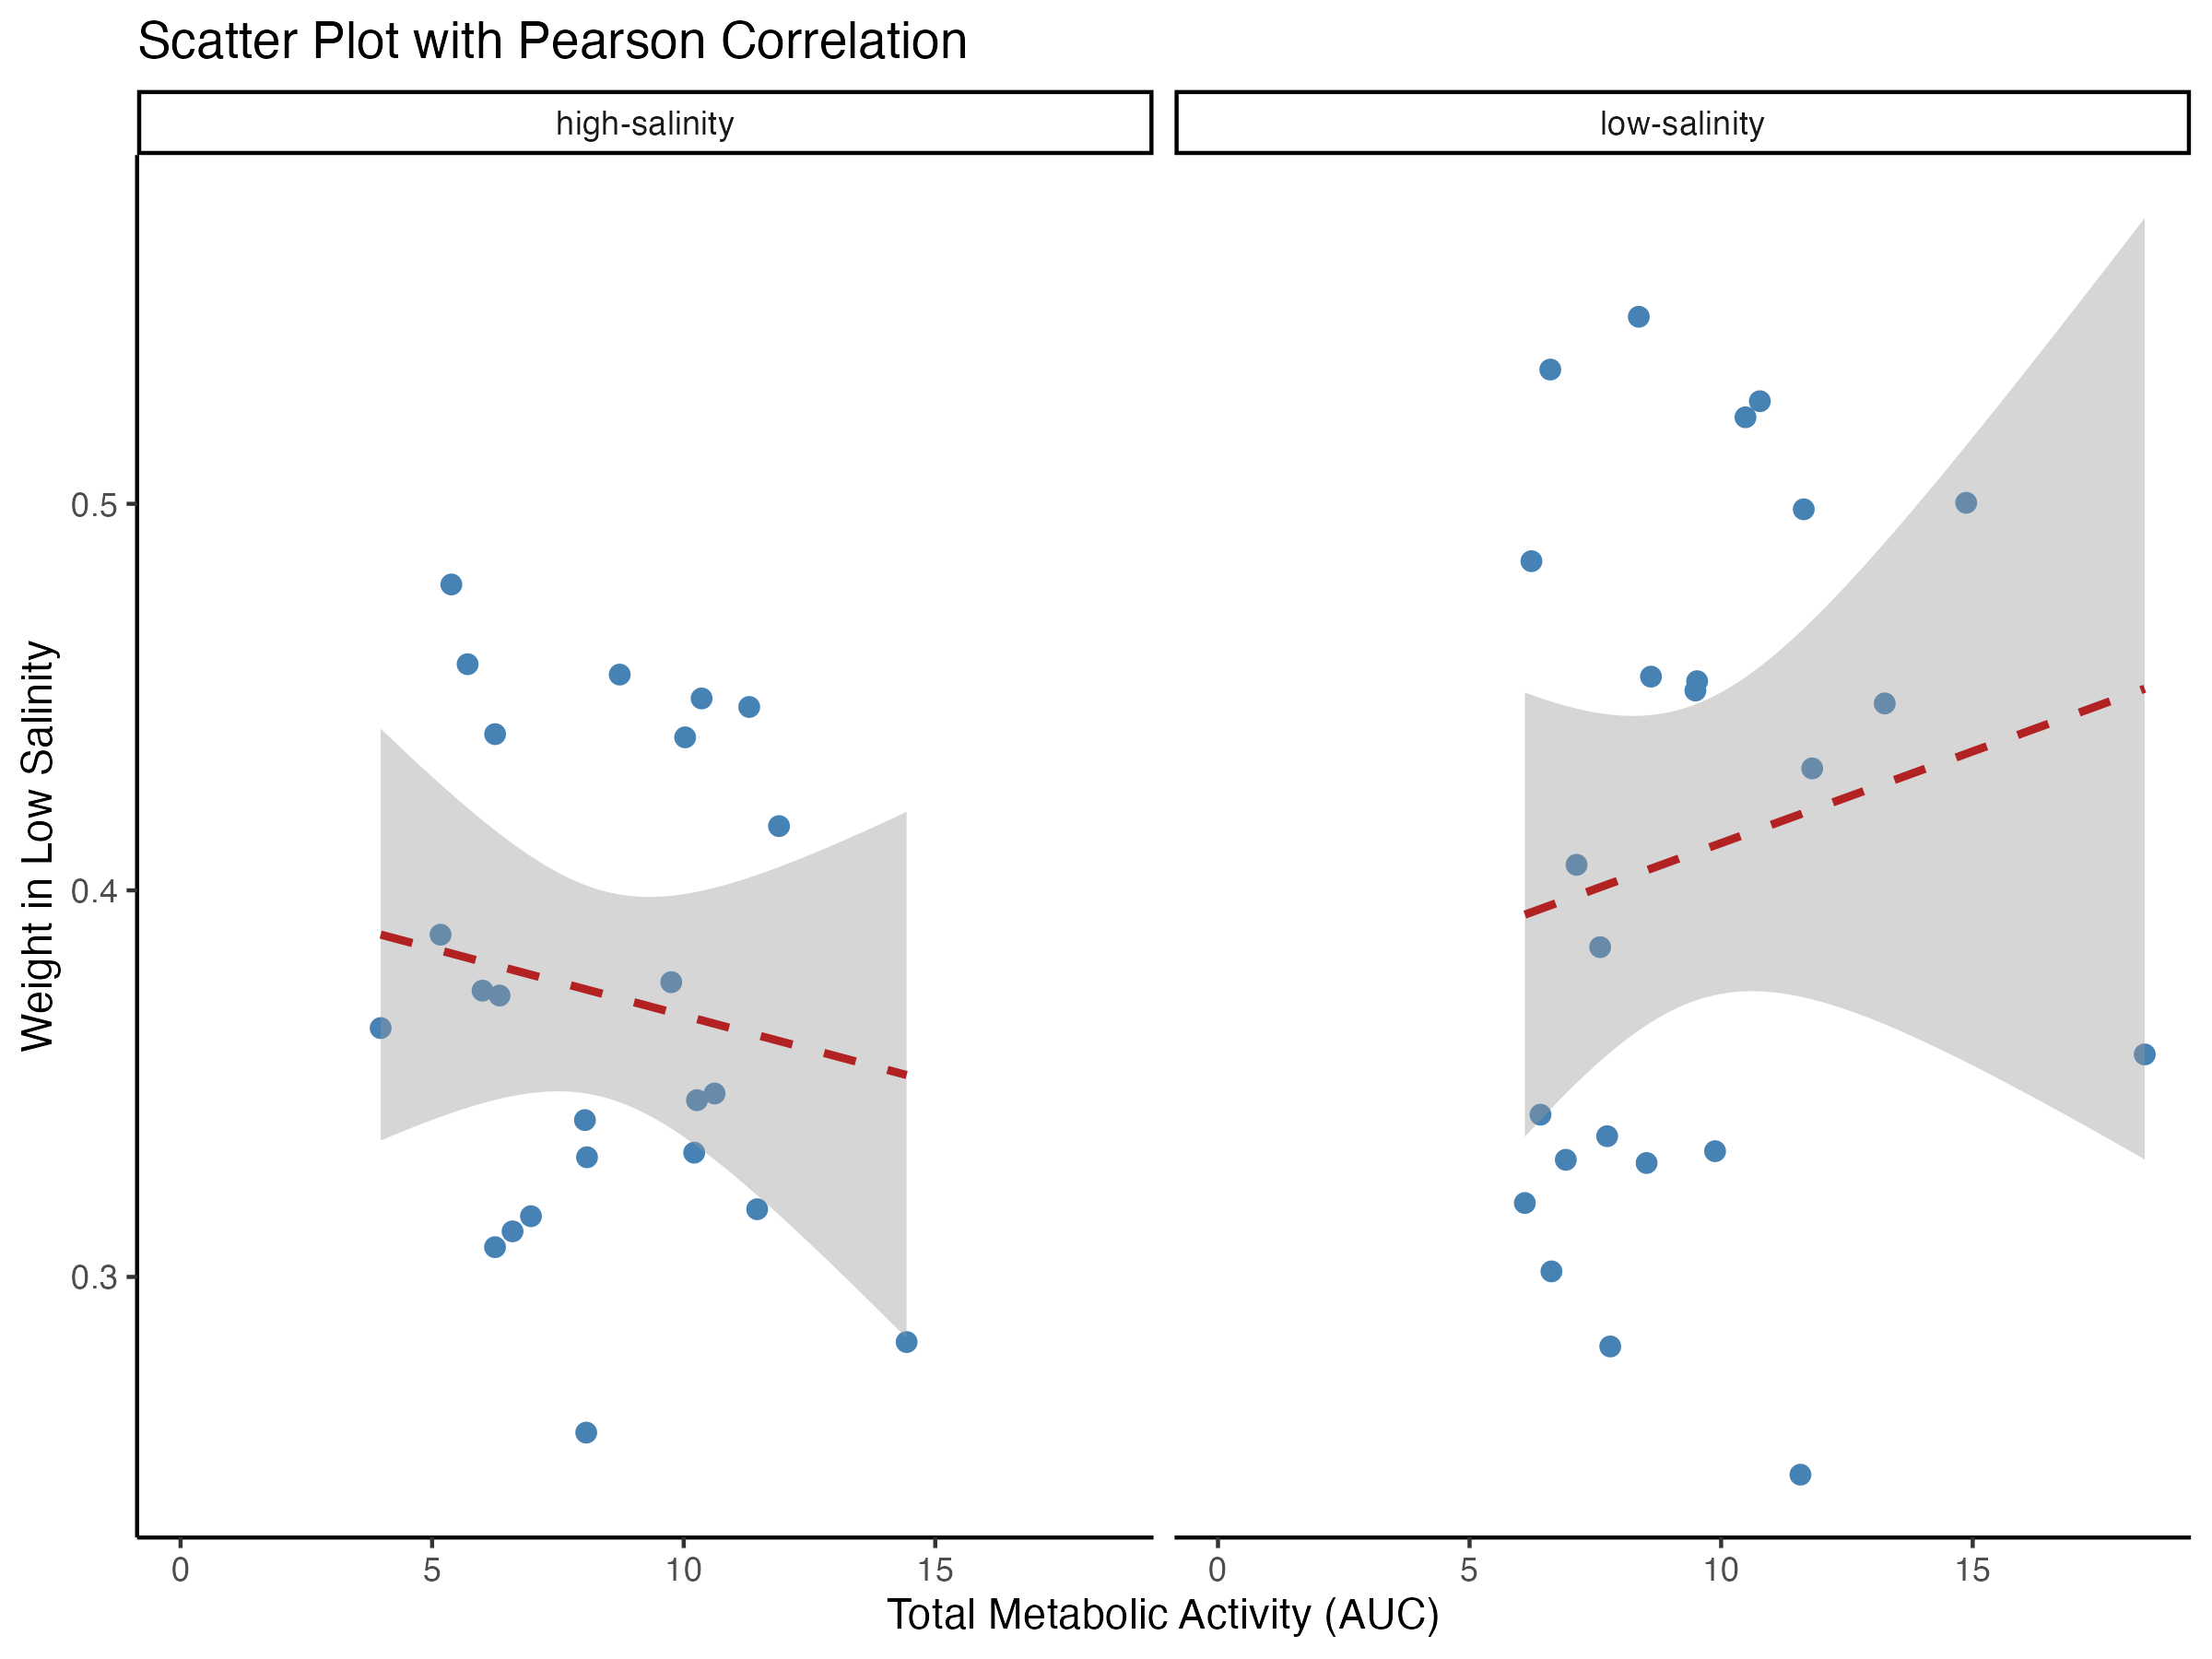 Scatter Plot with Pearson Correlation
high-salinity
low-salinity
Weight in Low Salinity
0.5
0.4
0.3
0
5
10
15
0
5
10
15
Total Metabolic Activity (AUC)